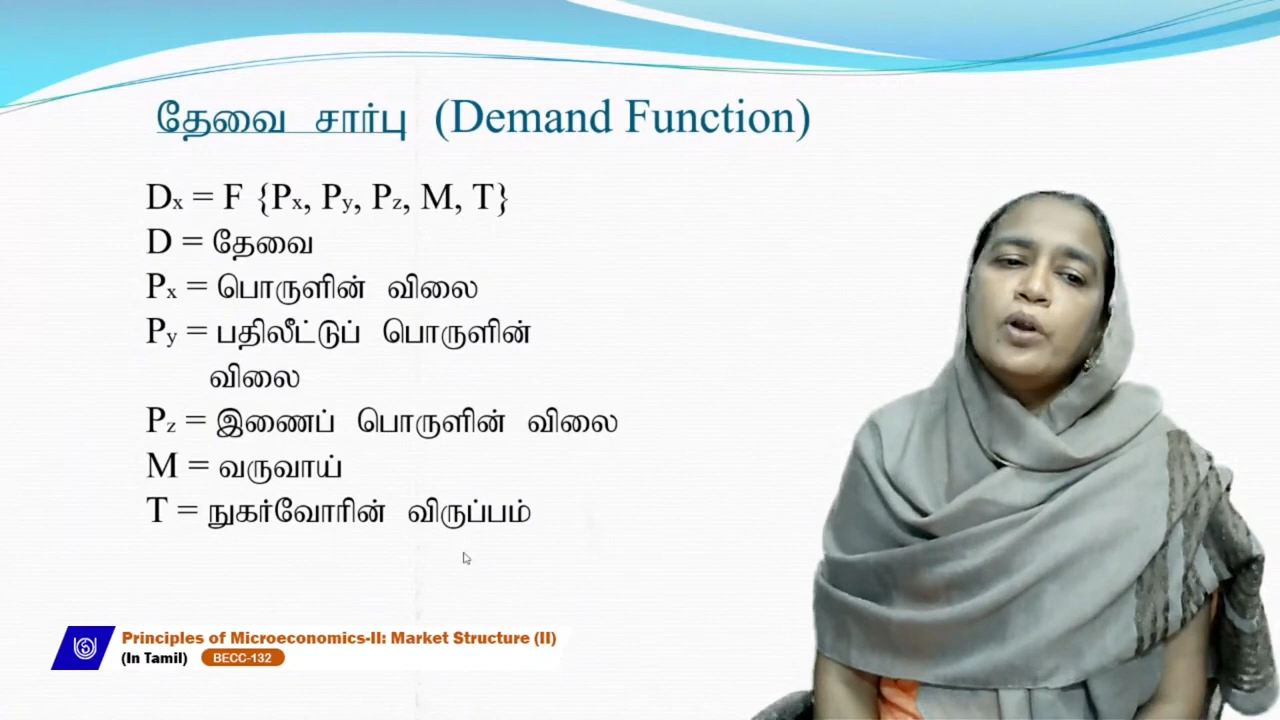 தேவை சார்பு (Demand Function)
Dx = F {Px, Py, Pz, M, T}
D = தேவை
Px = பொருளின் விலை
Py = பதிலீட்டுப் பொருளின்
விலை
Pz = இணைப் பொருளின் விலை
M = வருவாய்
T = நுகர்வோரின் விருப்பம்
Principles of Microeconomics-II: Market Structure (II)
(In Tamil) BECC-132